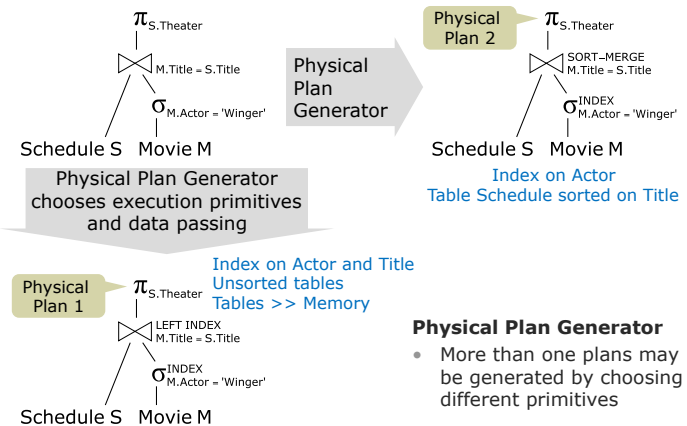 π S.Theater
M.Title = S.Title
σ M.Actor = 'Winger'
Schedule S Movie M
Physical
Plan
Generator
Physical
Plan 2
π S.Theater
SORT–MERGE
M.Title = S.Title
σ INDEX
M.Actor = 'Winger'
Schedule S Movie M
Index on Actor
Table Schedule sorted on Title
Physical Plan Generator
chooses execution primitives
and data passing
Physical
Plan 1
π S.Theater
Index on Actor and Title
Unsorted tables
Tables >> Memory
LEFT INDEX
M.Title = S.Title
σ INDEX
M.Actor = 'Winger'
Schedule S Movie M
Physical Plan Generator
• More than one plans may
be generated by choosing
different primitives